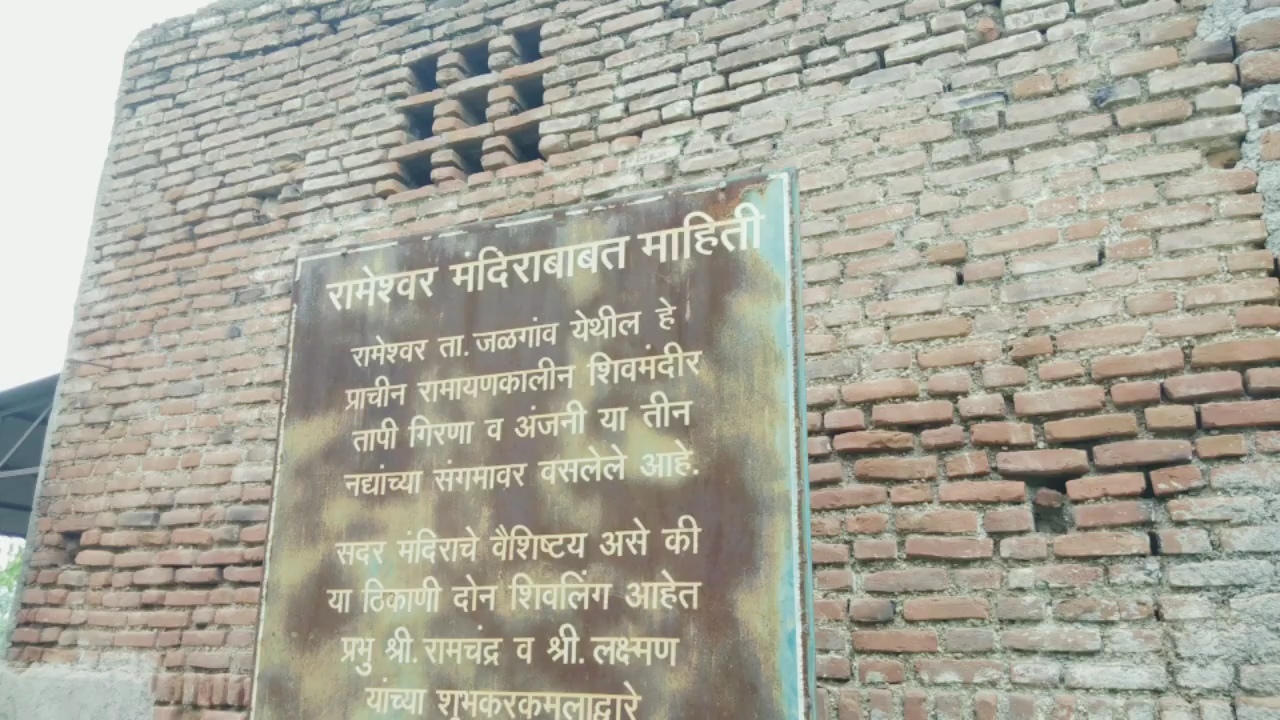 रामेश्वर मंदिराबाबत माहिती
रामेश्वर ता. जळगांव येथील हे
प्राचीन रामायणकालीन शिवमंदीर
तापी गिरणा व अंजनी या तीन
नद्यांच्या संगमावर वसलेले आहे.
सदर मंदिराचे वैशिष्टय असे की
या ठिकाणी दोन शिवलिंग आहेत
प्रभु श्री. रामचंद्र व श्री. लक्ष्मण
यांच्या शुभकरकमलाद्वारे